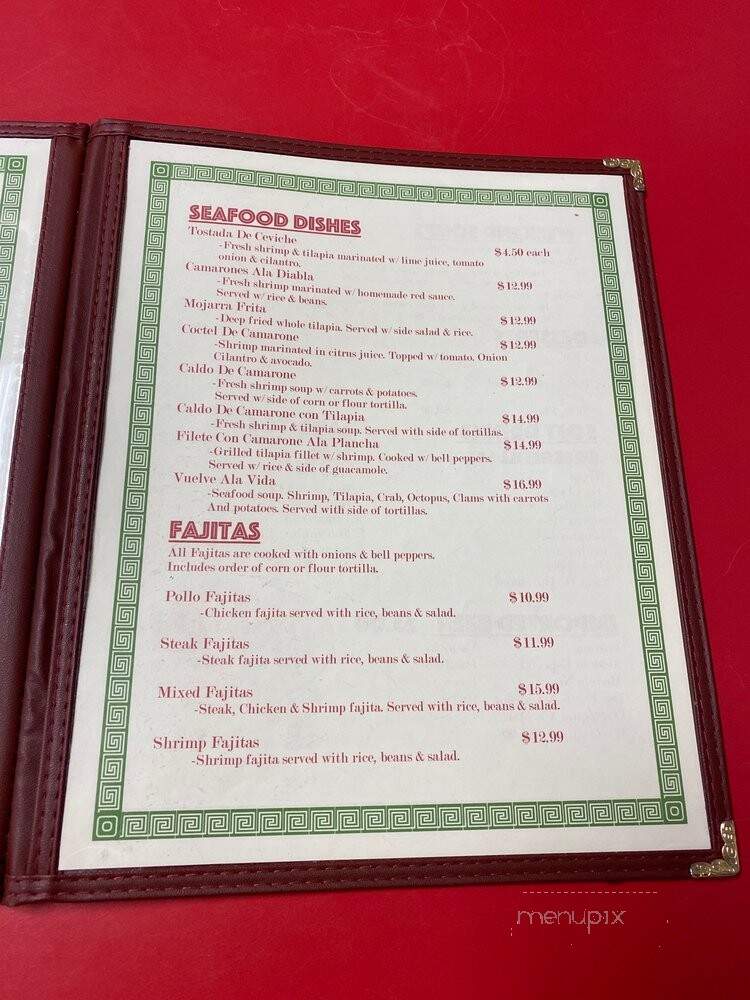 SEAFOOD DISHES
Tostada De Ceviche
-Fresh shrimp & tilapia marinated w/ lime juice, tomato $4.50 each
onion & cilantro.
Camarones Ala Diabla
-Fresh shrimp marinated w/ homemade red sauce. $12.99
Served w/ rice & beans.
Mojarra Frita
-Deep fried whole tilapia. Served w/ side salad & rice. $12.99
Coctel De Camarone
-Shrimp marinated in citrus juice. Topped w/ tomato. Onion $12.99
Cilantro & avocado.
Caldo De Camarone
-Fresh shrimp soup w/ carrots & potatoes. $12.99
Served w/ side of corn or flour tortilla.
Caldo De Camarone con Tilapia $14.99
-Fresh shrimp & tilapia soup. Served with side of tortillas.
Filete Con Camarone Ala Plancha $14.99
-Grilled tilapia fillet w/ shrimp. Cooked w/ bell peppers.
Served w/ rice & side of guacamole.
Vuelve Ala Vida $16.99
-Seafood soup. Shrimp, Tilapia, Crab, Octopus, Clams with carrots
And potatoes. Served with side of tortillas.
FAJITAS
All Fajitas are cooked with onions & bell peppers.
Includes order of corn or flour tortilla.
Pollo Fajitas $10.99
-Chicken fajita served with rice, beans & salad.
Steak Fajitas $11.99
-Steak fajita served with rice, beans & salad.
Mixed Fajitas $15.99
-Steak, Chicken & Shrimp fajita. Served with rice, beans & salad.
Shrimp Fajitas $12.99
-Shrimp fajita served with rice, beans & salad.
menupix